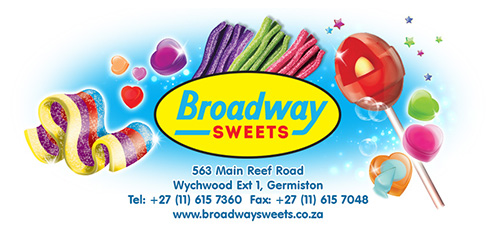 Broadway
SWEETS
563 Main Reef Road
Wychwood Ext 1, Germiston
Tel: +27 (11) 615 7360 Fax: +27 (11) 615 7048
www.broadwaysweets.co.za